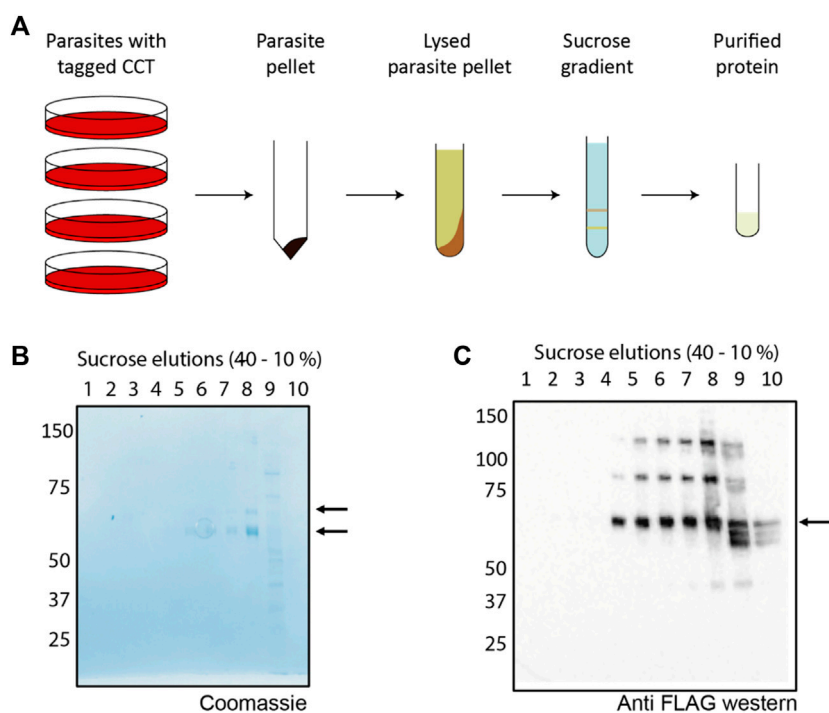 A
Parasites with
tagged CCT
Parasite
pellet
Lysed
parasite pellet
Sucrose
gradient
Purified
protein
B
Sucrose elutions (40 - 10 %)
1 2 3 4 5 6 7 8 9 10
150
75
50
37
25
Coomassie
C
Sucrose elutions (40 - 10 %)
1 2 3 4 5 6 7 8 9 10
150
100
75
50
37
25
Anti FLAG western